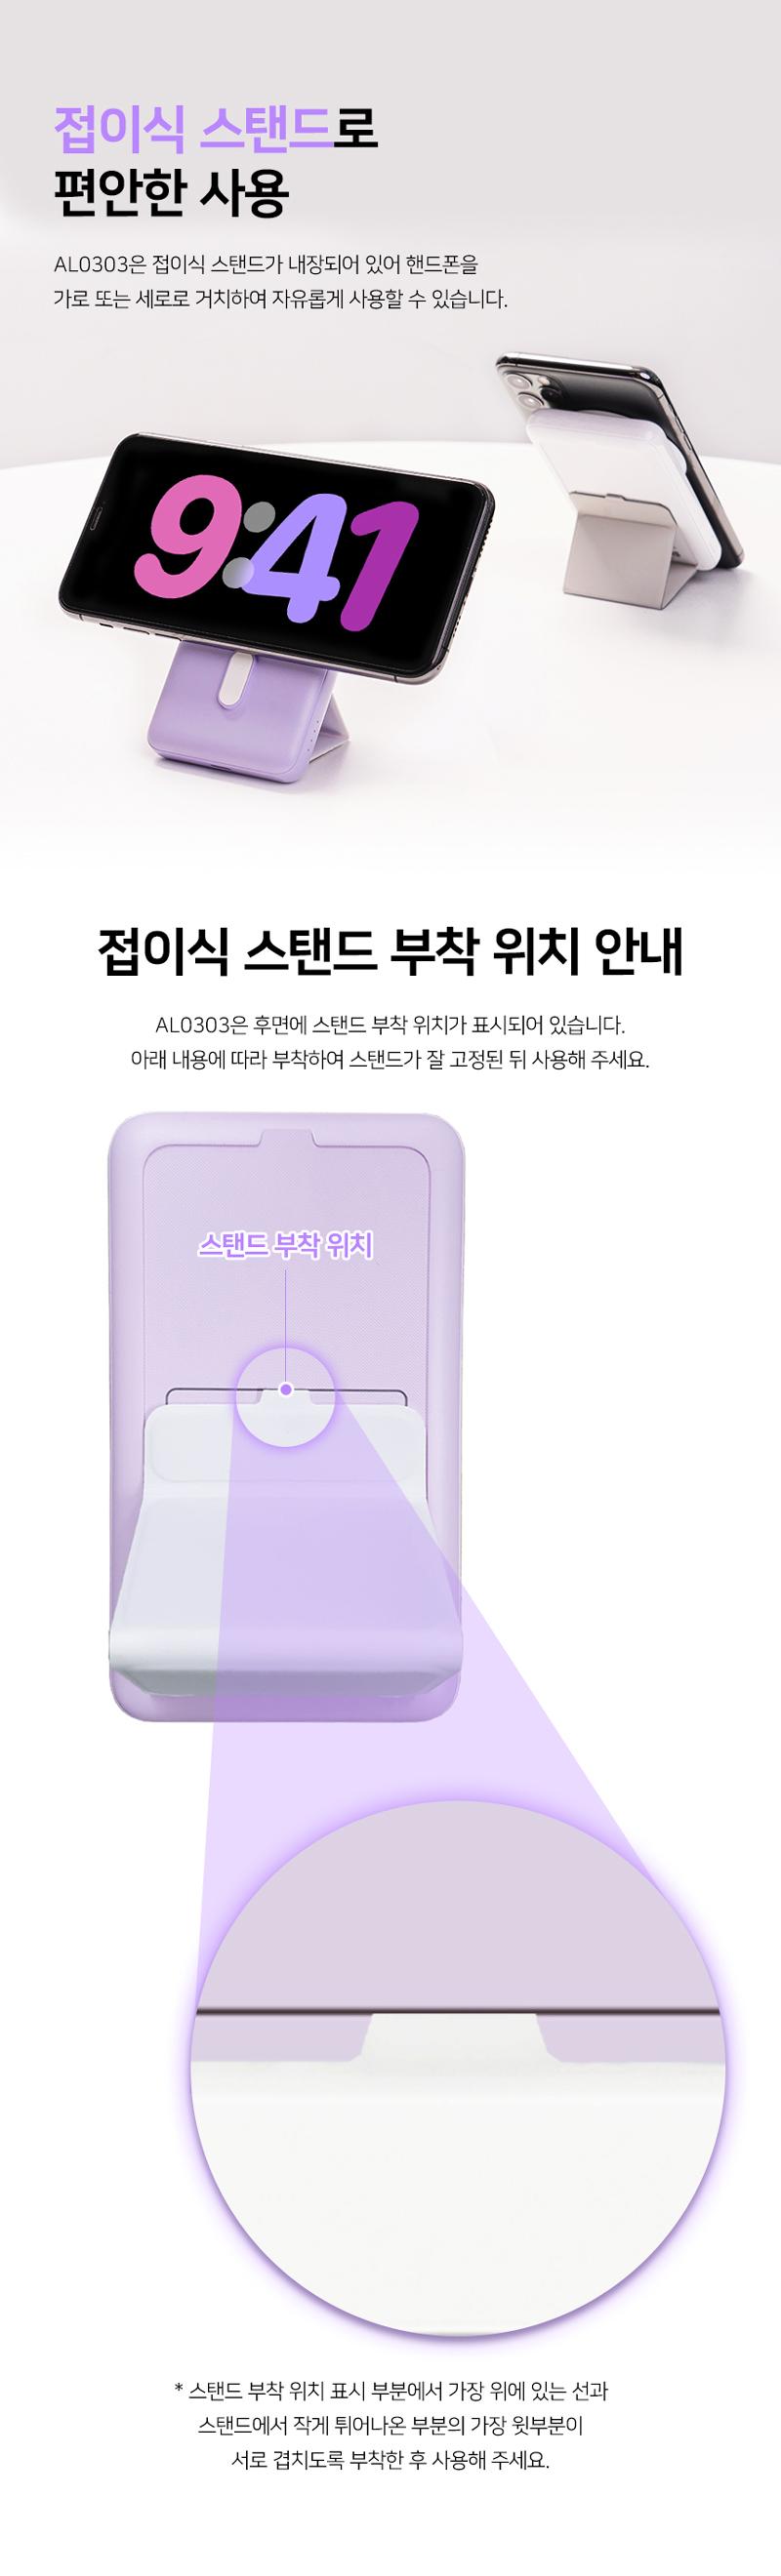 접이식 스탠드로
편안한 사용
AL0303은 접이식 스탠드가 내장되어 있어 핸드폰을
가로 또는 세로로 거치하여 자유롭게 사용할 수 있습니다.
9:41
접이식 스탠드 부착 위치 안내
AL0303은 후면에 스탠드 부착 위치가 표시되어 있습니다.
아래 내용에 따라 부착하여 스탠드가 잘 고정된 뒤 사용해 주세요.
스탠드 부착 위치
* 스탠드 부착 위치 표시 부분에서 가장 위에 있는 선과
스탠드에서 작게 튀어나온 부분의 가장 윗부분이
서로 겹치도록 부착한 후 사용해 주세요.